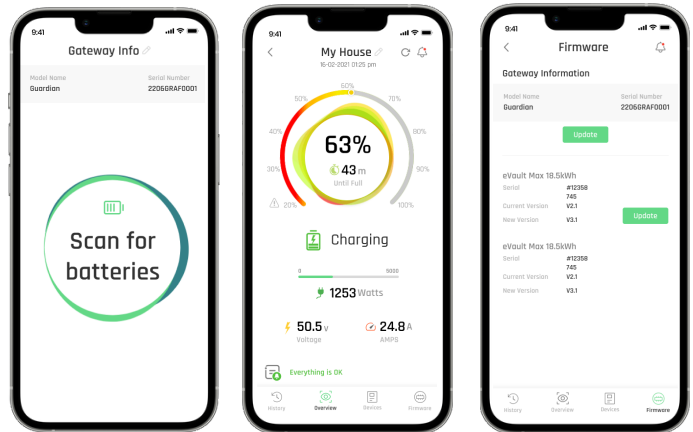 9:41
Gateway Info
Model Name Serial Number
Guardian 2206GRAF0001
Scan for
batteries
9:41
My House
16-02-2021 01:25 pm
60%
50% 70%
40% 80%
63%
30% 90%
43 m
Until Full
20% 100%
Charging
0 5000
1253 Watts
50.5 V 24.8 A
Voltage AMPS
Everything is OK
History Overview Devices Firmware
9:41
Firmware
Gateway Information
Model Name Serial Number
Guardian 2206GRAF0001
Update
eVault Max 18.5kWh
Serial #12358
745
Current Version V2.1
New Version V3.1 Update
eVault Max 18.5kWh
Serial #12358
745
Current Version V2.1
New Version V3.1
History Overview Devices Firmware